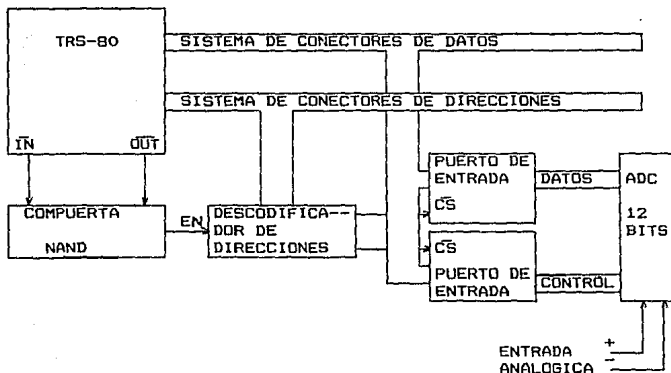 TRS-80
SISTEMA DE CONECTORES DE DATOS
SISTEMA DE CONECTORES DE DIRECCIONES
IN
OUT
COMPUERTA
NAND
EN
DESCODIFICA--
DOR DE
DIRECCIONES
PUERTO DE
ENTRADA
CS
DATOS
ADC
12
BITS
CS
PUERTO DE
ENTRADA
CONTROL
ENTRADA
ANALOGICA
+
-